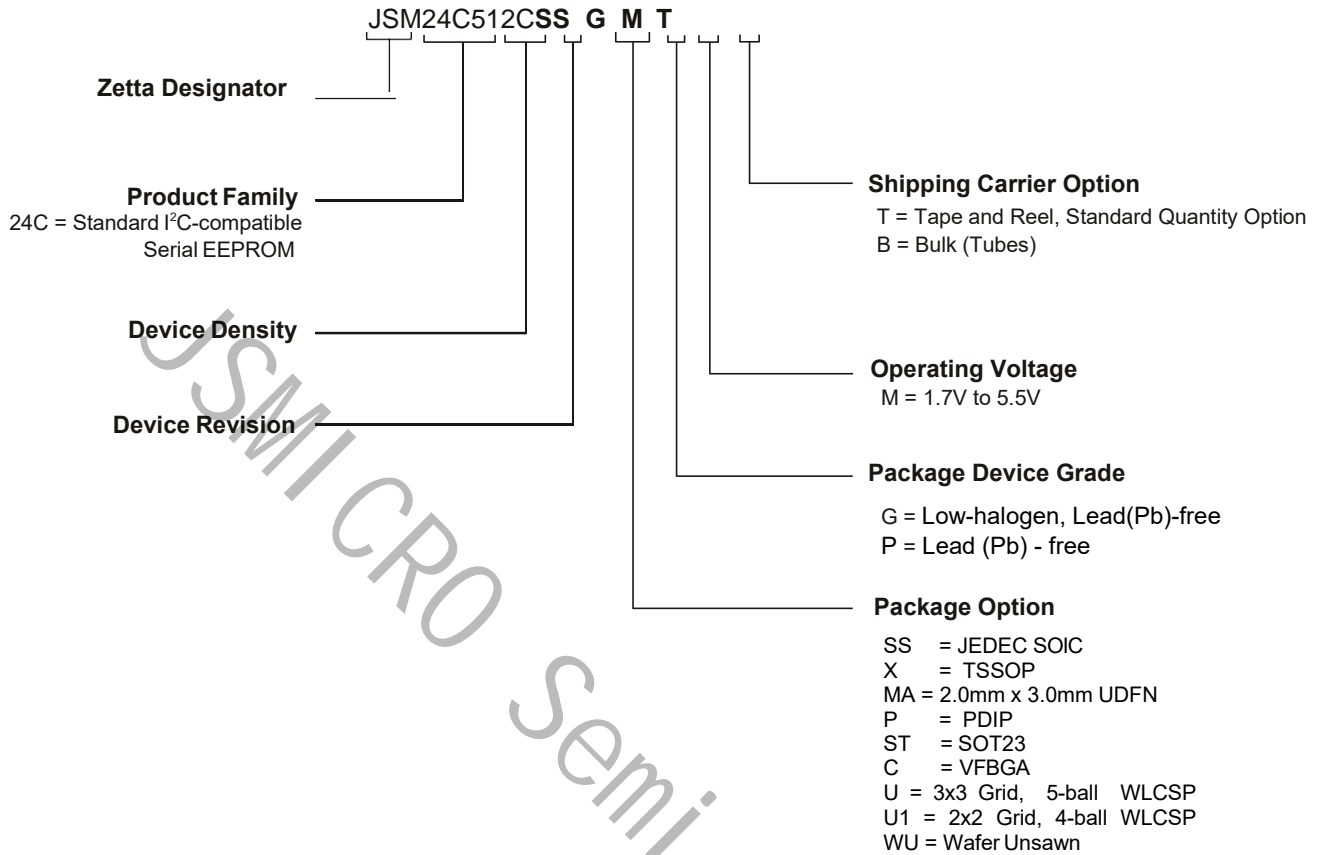 JSM24C512CSS G M T
Zetta Designator
Product Family
24C = Standard I²C-compatible
Serial EEPROM
Device Density
Device Revision
Shipping Carrier Option
T = Tape and Reel, Standard Quantity Option
B = Bulk (Tubes)
Operating Voltage
M = 1.7V to 5.5V
Package Device Grade
G = Low-halogen, Lead(Pb)-free
P = Lead (Pb) - free
Package Option
SS = JEDEC SOIC
X = TSSOP
MA = 2.0mm x 3.0mm UDFN
P = PDIP
ST = SOT23
C = VFBGA
U = 3x3 Grid, 5-ball WLCSP
U1 = 2x2 Grid, 4-ball WLCSP
WU = Wafer Unsawn
JSMICRO Semi